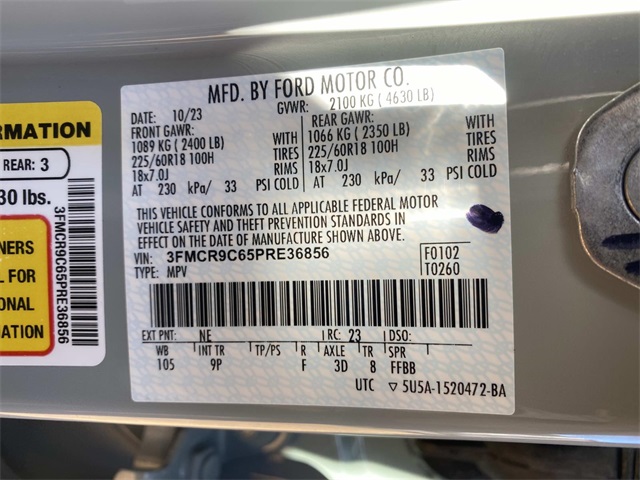 MFD. BY FORD MOTOR CO.
DATE: 10/23 GVWR: 2100 KG ( 4630 LB)
FRONT GAWR: REAR GAWR:
1089 KG ( 2400 LB) 1066 KG ( 2350 LB)
225/60R18 100H TIRES 225/60R18 100H TIRES
18x7.0J RIMS 18x7.0J RIMS
AT 230 kPa/ 33 PSI COLD AT 230 kPa/ 33 PSI COLD
THIS VEHICLE CONFORMS TO ALL APPLICABLE FEDERAL MOTOR
VEHICLE SAFETY AND THEFT PREVENTION STANDARDS IN
EFFECT ON THE DATE OF MANUFACTURE SHOWN ABOVE.
VIN: 3FMCR9C65PRE36856 F0102
TYPE: MPV T0260
EXT PNT: NE RC: 23 DSO:
WB INT TR TP/PS R AXLE TR SPR
105 9P F 3D 8 FFBB
UTC ▽ 5U5A-1520472-BA
ORMATION
REAR: 3
30 lbs.
NERS
L FOR
ONAL
MATION
3FMCR9C65PRE36856